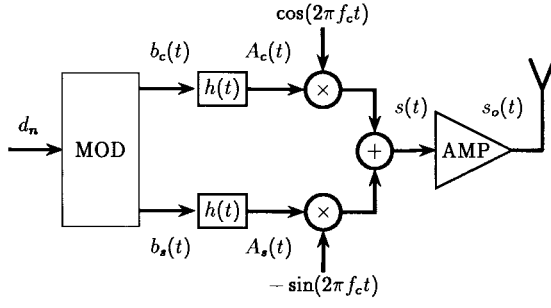 cos(2πf_c t)
b_c(t)
A_c(t)
h(t)
×
s(t)
s_o(t)
d_n
MOD
+
AMP
h(t)
×
b_s(t)
A_s(t)
−sin(2πf_c t)